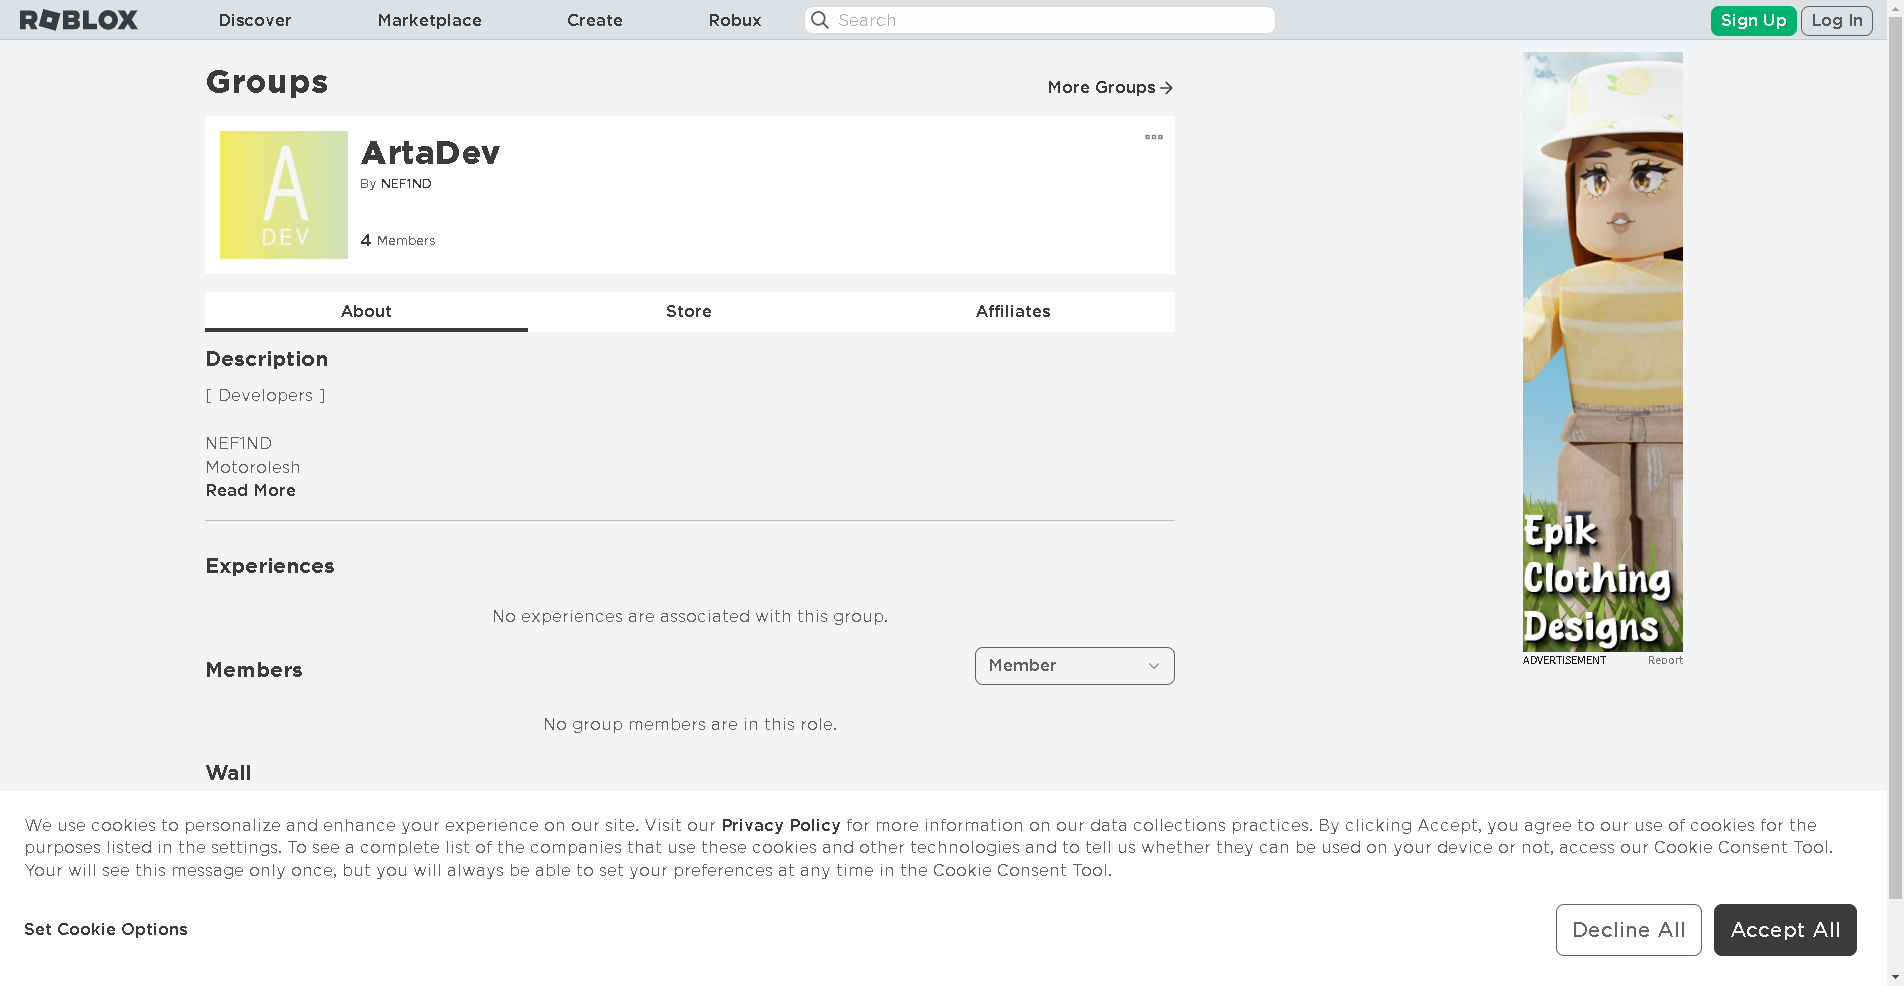 ROBLOX
Discover
Marketplace
Create
Robux
Search
Sign Up
Log In
Groups
More Groups
A
DEV
ArtaDev
By NEF1ND
4 Members
About
Store
Affiliates
Description
[ Developers ]
NEF1ND
Motorolesh
Read More
Experiences
No experiences are associated with this group.
Members
Member
No group members are in this role.
Wall
Epik
Clothing
Designs
ADVERTISEMENT
Report
We use cookies to personalize and enhance your experience on our site. Visit our Privacy Policy for more information on our data collections practices. By clicking Accept, you agree to our use of cookies for the
purposes listed in the settings. To see a complete list of the companies that use these cookies and other technologies and to tell us whether they can be used on your device or not, access our Cookie Consent Tool.
Your will see this message only once, but you will always be able to set your preferences at any time in the Cookie Consent Tool.
Set Cookie Options
Decline All
Accept All